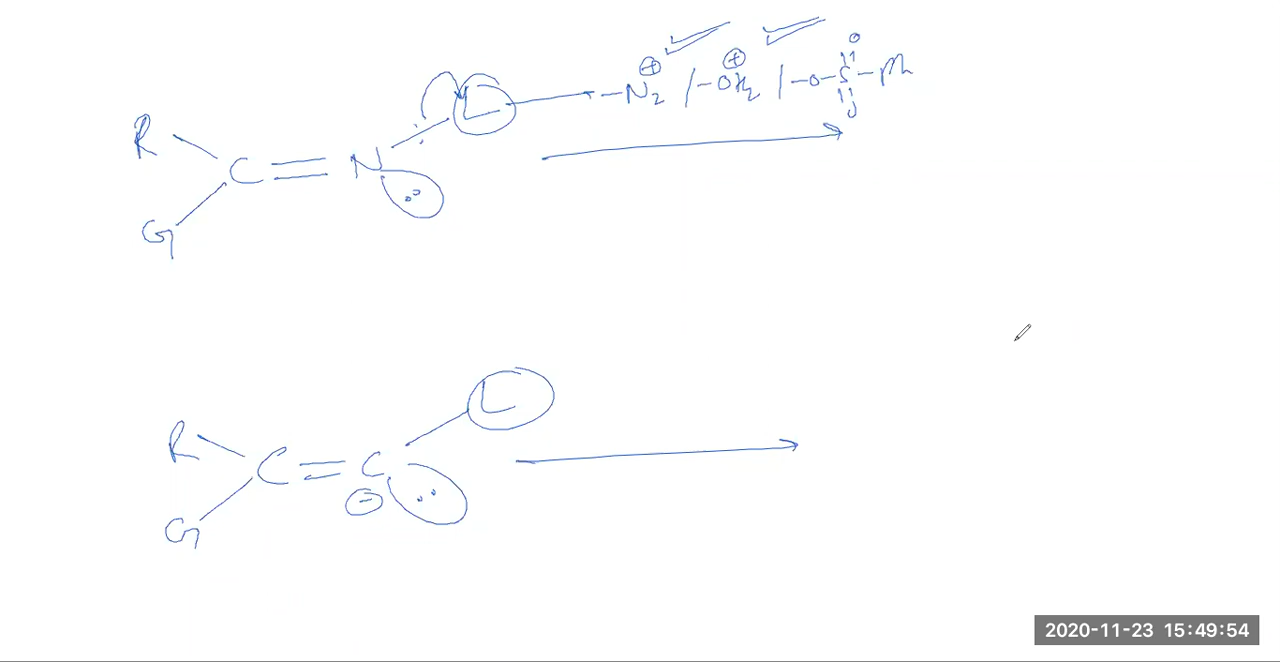 L → -N2⊕ / -OH2⊕ / -O-S(=O)(=O)-Ph
R C = N
G
L
R C = C
⊖
G
2020-11-23 15:49:54